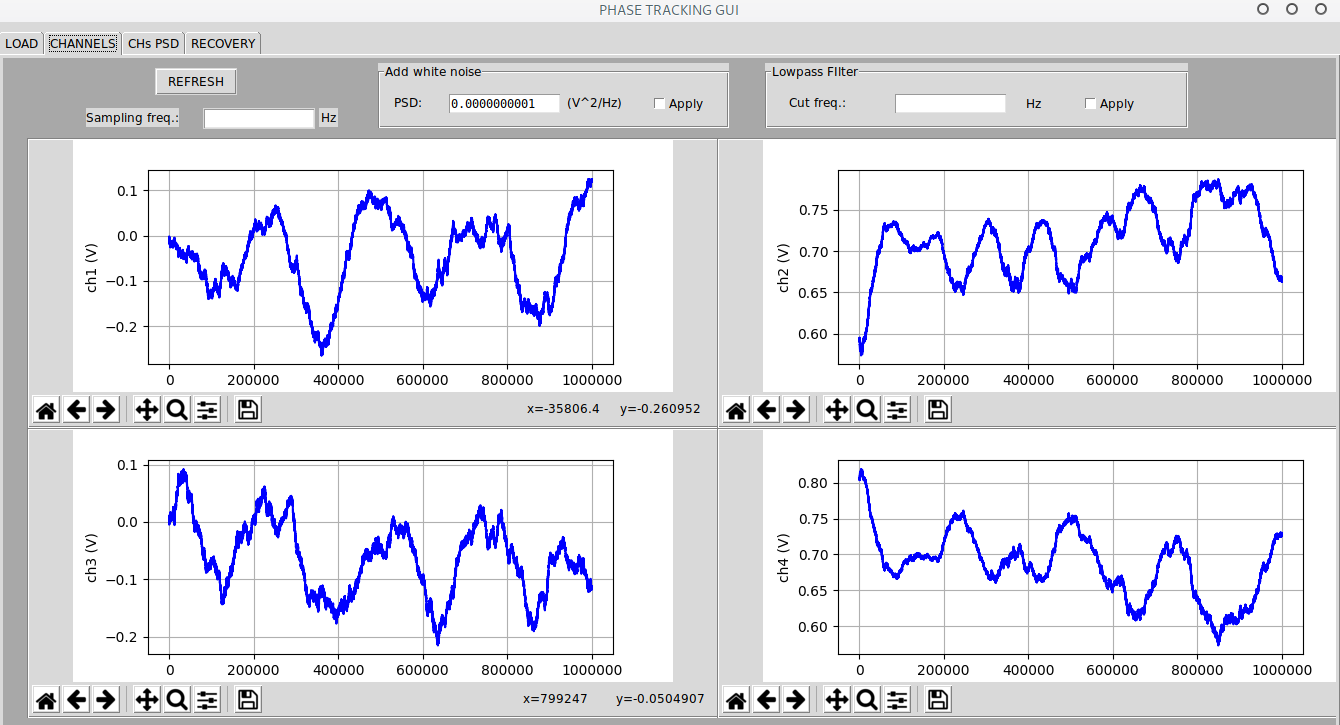 PHASE TRACKING GUI
LOAD CHANNELS CHs PSD RECOVERY
REFRESH
Sampling freq.: Hz
Add white noise
PSD: 0.0000000001 (V^2/Hz) Apply
Lowpass FIlter
Cut freq.: Hz Apply
ch1 (V)
0.1
0.0
−0.1
−0.2
0 200000 400000 600000 800000 1000000
x=-35806.4 y=-0.260952
ch2 (V)
0.75
0.70
0.65
0.60
0 200000 400000 600000 800000 1000000
ch3 (V)
0.1
0.0
−0.1
−0.2
0 200000 400000 600000 800000 1000000
x=799247 y=-0.0504907
ch4 (V)
0.80
0.75
0.70
0.65
0.60
0 200000 400000 600000 800000 1000000